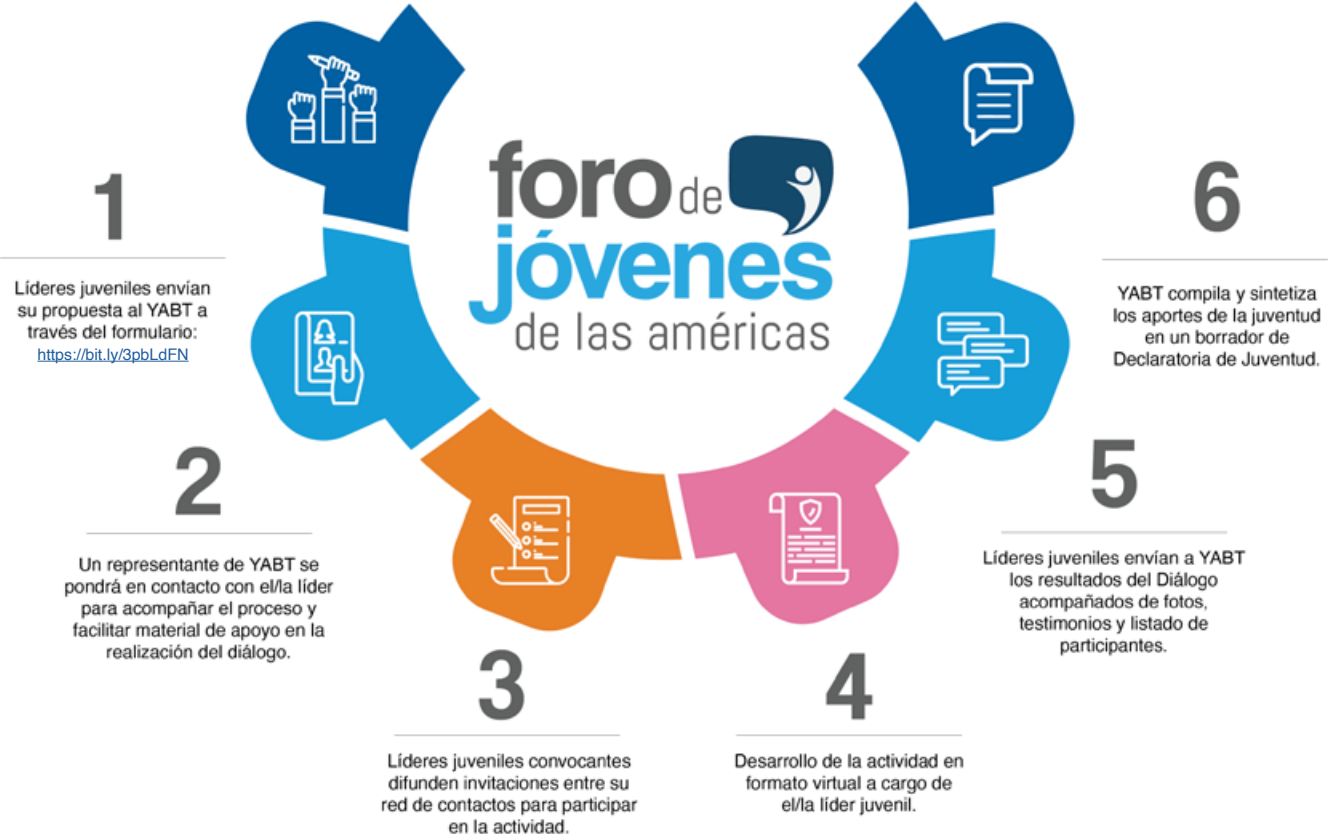 foro de
jóvenes
de las américas
1
Líderes juveniles envían
su propuesta al YABT a
través del formulario:
https://bit.ly/3pbLdFN
2
Un representante de YABT se
pondrá en contacto con el/la líder
para acompañar el proceso y
facilitar material de apoyo en la
realización del diálogo.
3
Líderes juveniles convocantes
difunden invitaciones entre su
red de contactos para participar
en la actividad.
4
Desarrollo de la actividad en
formato virtual a cargo de
el/la líder juvenil.
5
Líderes juveniles envían a YABT
los resultados del Diálogo
acompañados de fotos,
testimonios y listado de
participantes.
6
YABT compila y sintetiza
los aportes de la juventud
en un borrador de
Declaratoria de Juventud.